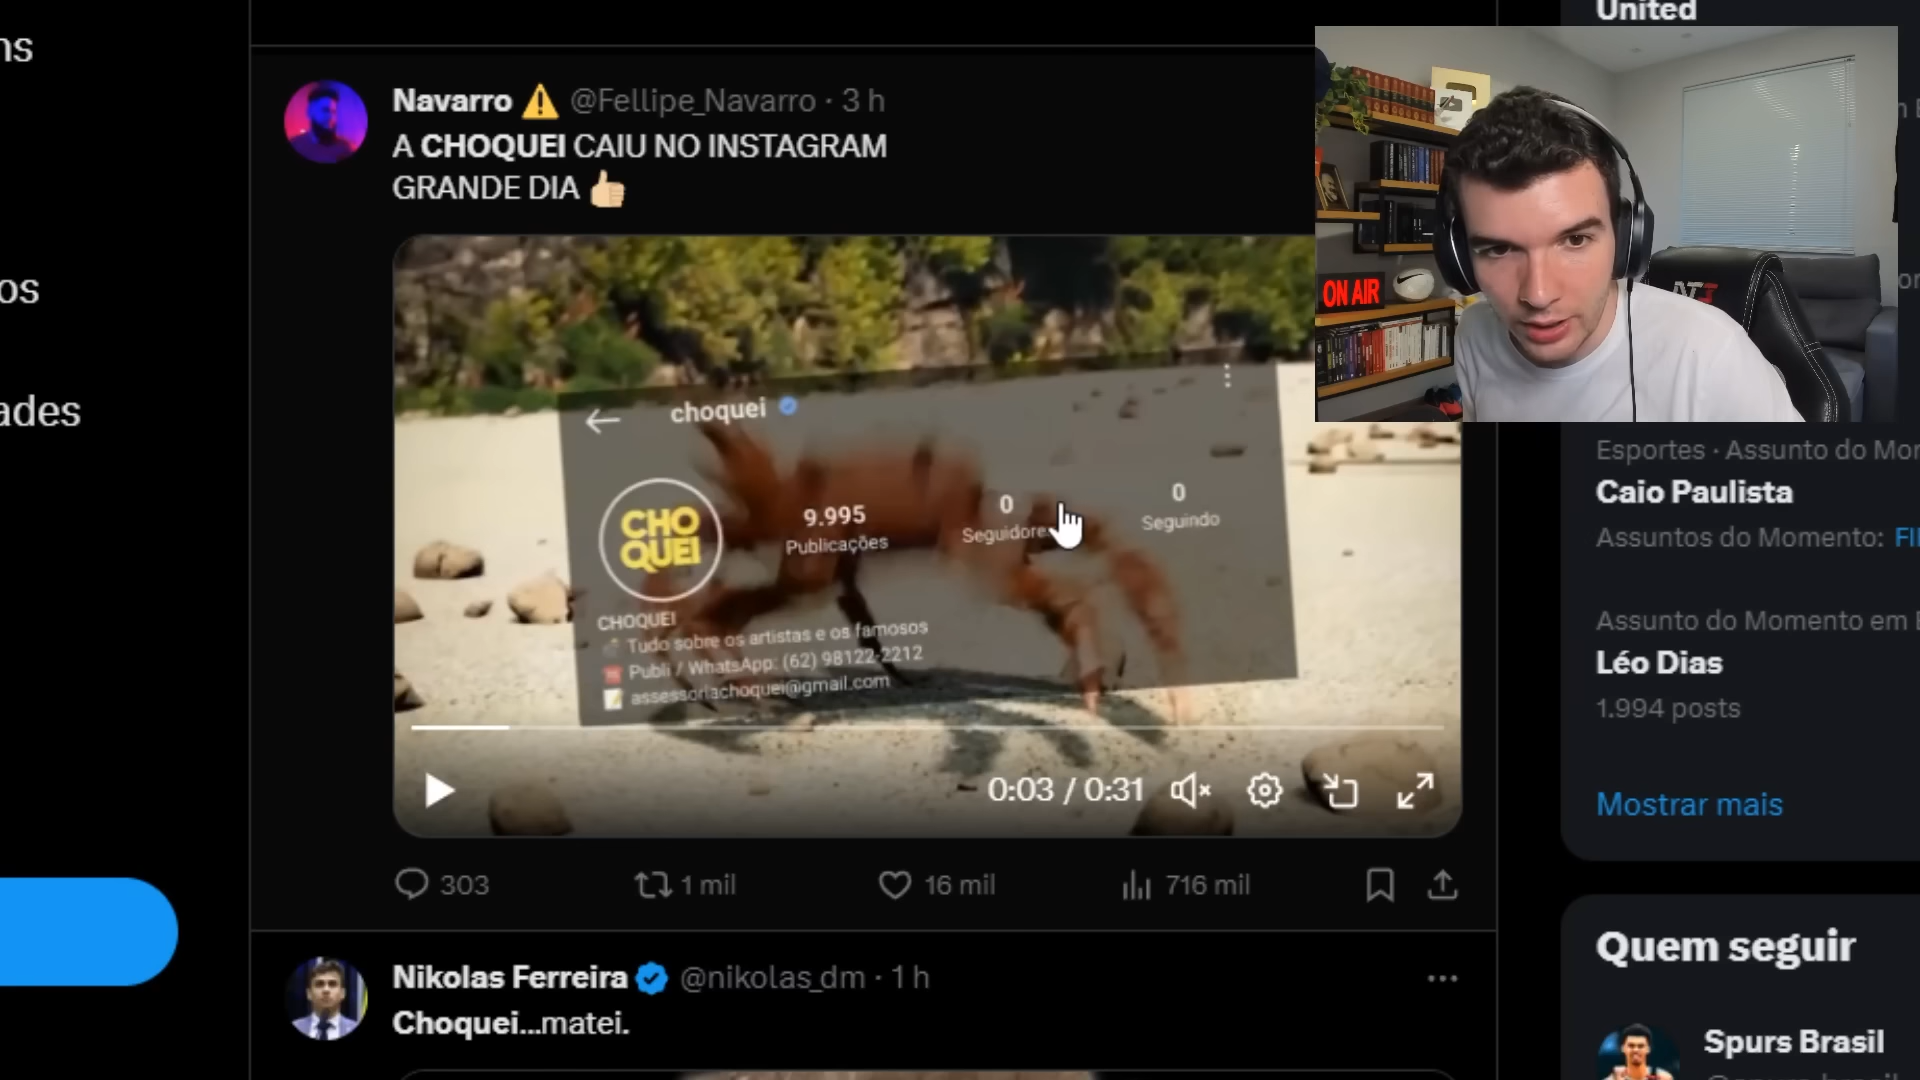 ns
os
ades
Navarro ⚠️ @Fellipe_Navarro · 3 h
A CHOQUEI CAIU NO INSTAGRAM
GRANDE DIA 👍🏻
choquei
CHO
QUEI
9.995
Publicações
0
Seguidores
0
Seguindo
CHOQUEI
Tudo sobre os artistas e os famosos
Publi / WhatsApp: (62) 98122-2212
assessoriachoquei@gmail.com
0:03 / 0:31
303
1 mil
16 mil
716 mil
Nikolas Ferreira @nikolas_dm · 1 h
Choquei...matei.
United
ON AIR
Esportes · Assunto do Mor
Caio Paulista
Assuntos do Momento: FI
Assunto do Momento em
Léo Dias
1.994 posts
Mostrar mais
Quem seguir
Spurs Brasil